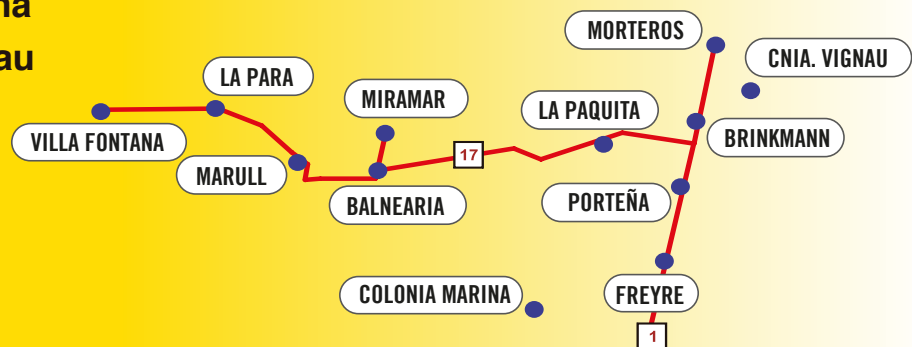 MORTEROS
CNIA. VIGNAU
LA PARA
MIRAMAR
LA PAQUITA
VILLA FONTANA
BRINKMANN
17
MARULL
BALNEARIA
PORTEÑA
COLONIA MARINA
FREYRE
1